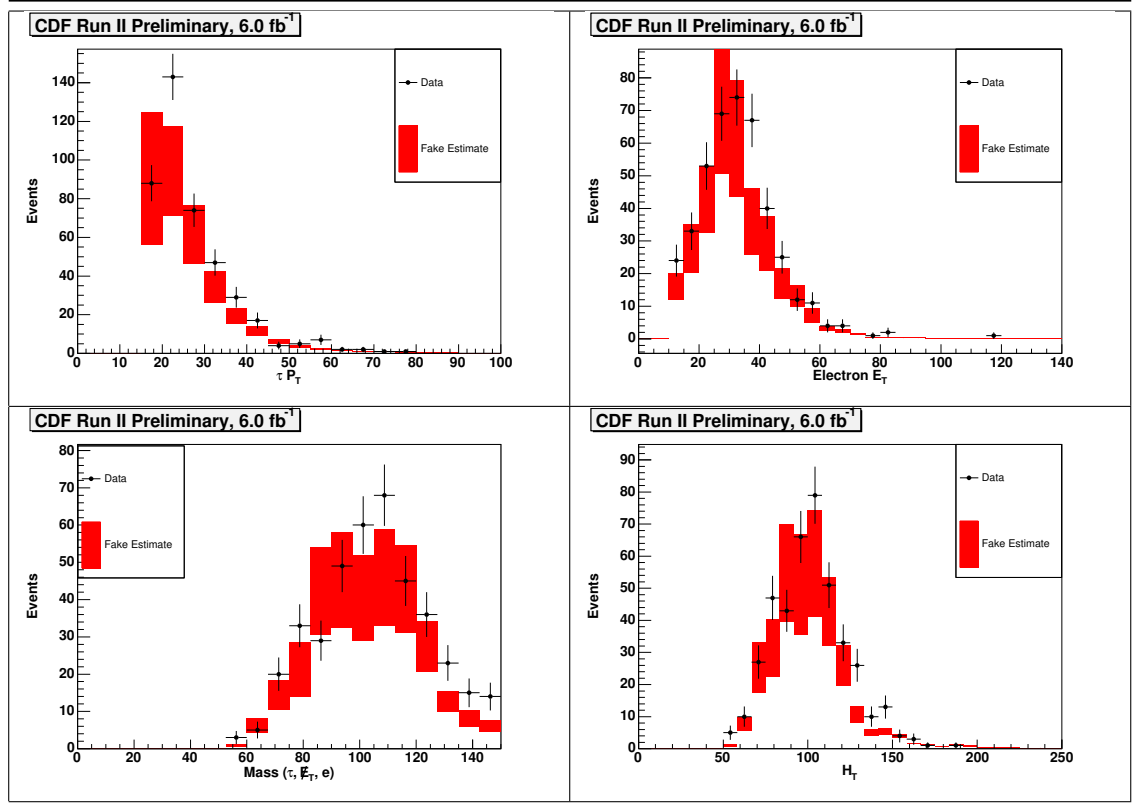 CDF Run II Preliminary, 6.0 fb⁻¹
Data
Fake Estimate
Events
140
120
100
80
60
40
20
0
0 10 20 30 40 50 60 70 80 90 100
τ P_T
CDF Run II Preliminary, 6.0 fb⁻¹
Data
Fake Estimate
Events
80
70
60
50
40
30
20
10
0
0 20 40 60 80 100 120 140
Electron E_T
CDF Run II Preliminary, 6.0 fb⁻¹
Data
Fake Estimate
Events
80
70
60
50
40
30
20
10
0
0 20 40 60 80 100 120 140
Mass (τ, E̸_T, e)
CDF Run II Preliminary, 6.0 fb⁻¹
Data
Fake Estimate
Events
90
80
70
60
50
40
30
20
10
0
0 50 100 150 200 250
H_T